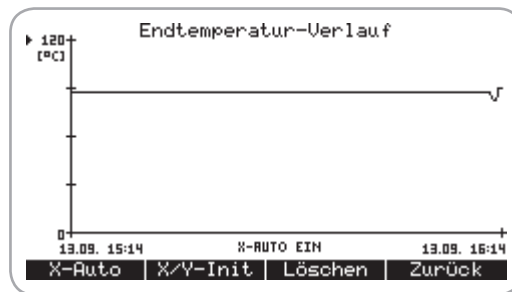 Endtemperatur-Verlauf
120
[°C]
0
13.09. 15:14 X-AUTO EIN 13.09. 16:14
X-Auto X/Y-Init Löschen Zurück